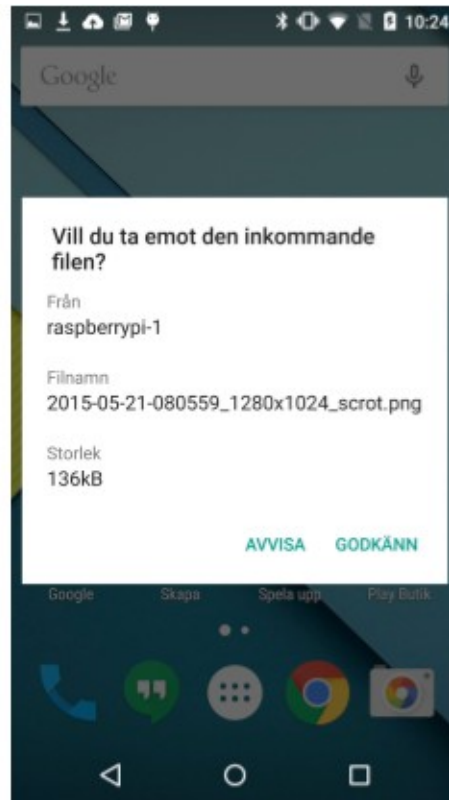 10:24
Google
Vill du ta emot den inkommande
filen?
Från
raspberrypi-1
Filnamn
2015-05-21-080559_1280x1024_scrot.png
Storlek
136kB
AVVISA GODKÄNN
Google Skapa Spela upp Play Butik